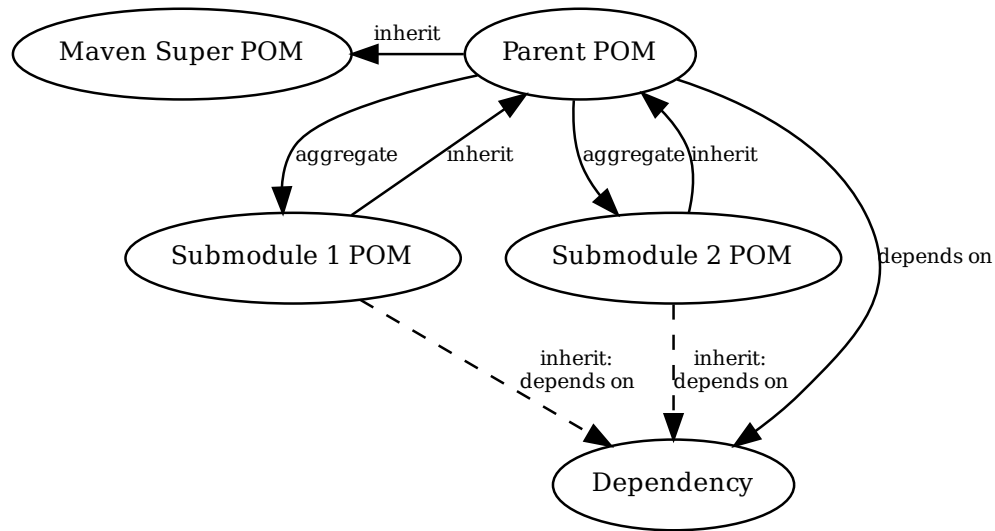 inherit
Maven Super POM
Parent POM
aggregate
inherit
aggregate
inherit
Submodule 1 POM
Submodule 2 POM
depends on
inherit:
depends on
inherit:
depends on
Dependency